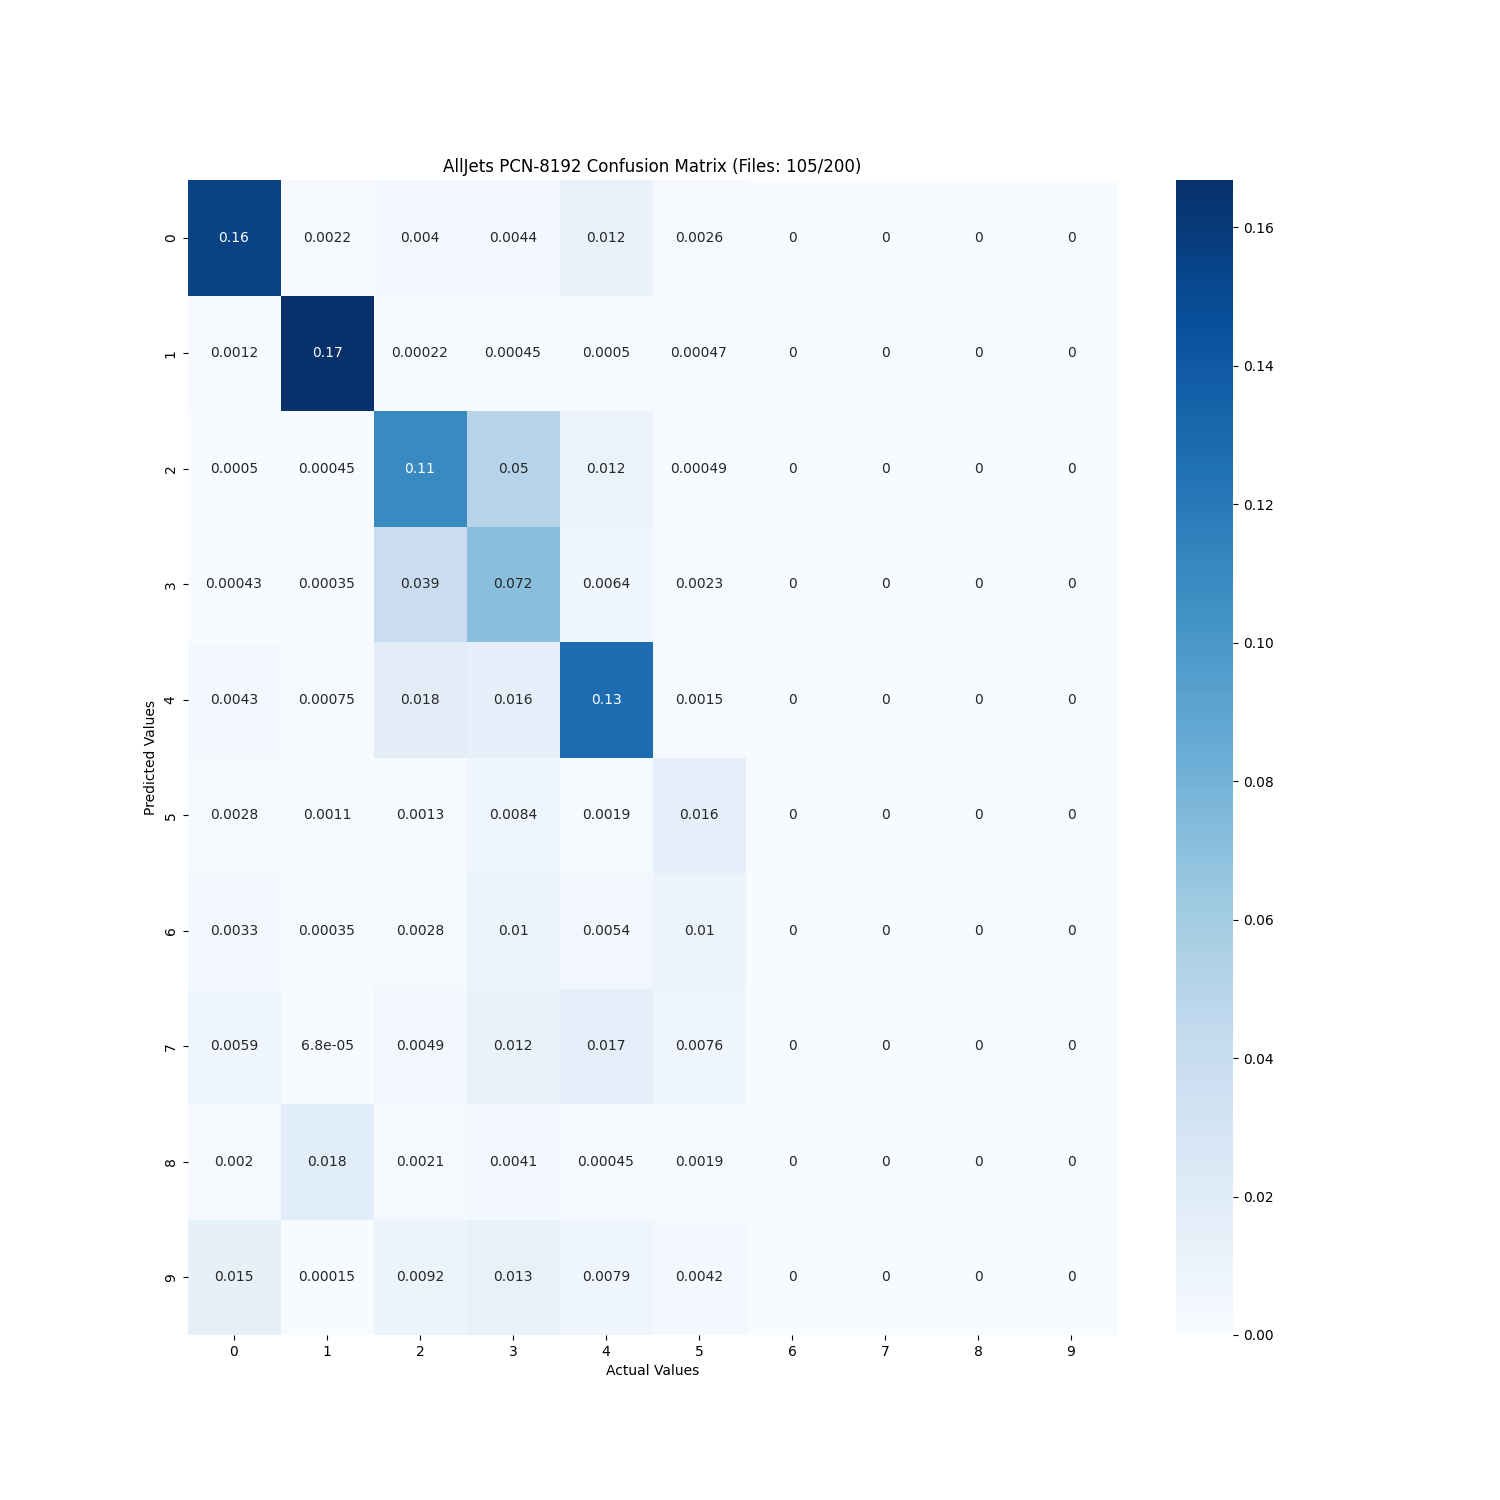 AllJets PCN-8192 Confusion Matrix (Files: 105/200)
Predicted Values
0 0.16 0.0022 0.004 0.0044 0.012 0.0026 0 0 0 0
1 0.0012 0.17 0.00022 0.00045 0.0005 0.00047 0 0 0 0
2 0.0005 0.00045 0.11 0.05 0.012 0.00049 0 0 0 0
3 0.00043 0.00035 0.039 0.072 0.0064 0.0023 0 0 0 0
4 0.0043 0.00075 0.018 0.016 0.13 0.0015 0 0 0 0
5 0.0028 0.0011 0.0013 0.0084 0.0019 0.016 0 0 0 0
6 0.0033 0.00035 0.0028 0.01 0.0054 0.01 0 0 0 0
7 0.0059 6.8e-05 0.0049 0.012 0.017 0.0076 0 0 0 0
8 0.002 0.018 0.0021 0.0041 0.00045 0.0019 0 0 0 0
9 0.015 0.00015 0.0092 0.013 0.0079 0.0042 0 0 0 0
0 1 2 3 4 5 6 7 8 9
Actual Values
0.16
0.14
0.12
0.10
0.08
0.06
0.04
0.02
0.00